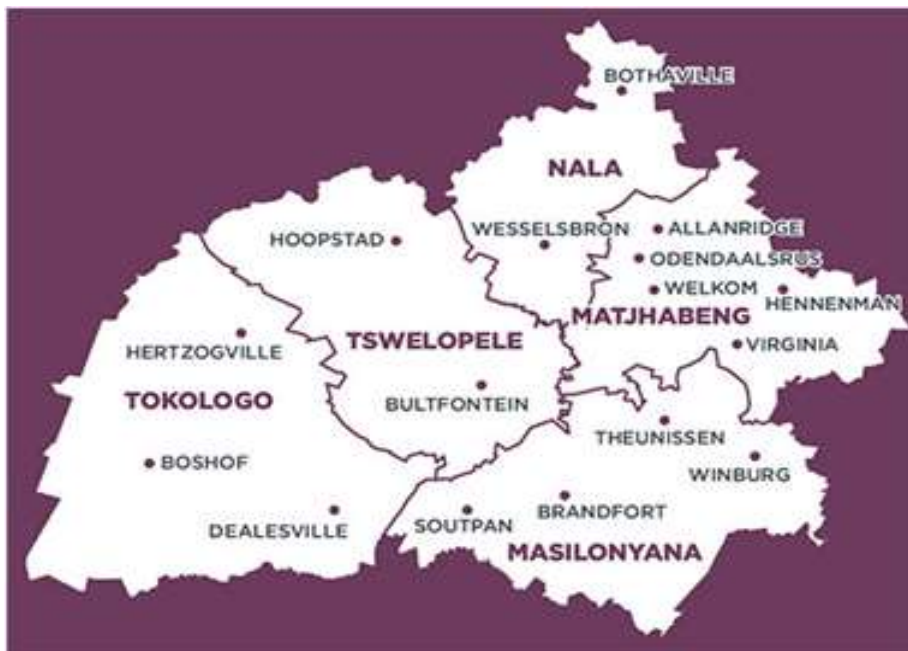 BOTHAVILLE
NALA
WESSELSBRON
ALLANRIDGE
HOOPSTAD
ODENDAALSRUS
WELKOM
HENNENMAN
MATJHABENG
TSWELOPELE
VIRGINIA
HERTZOGVILLE
TOKOLOGO
BULTFONTEIN
THEUNISSEN
BOSHOF
WINBURG
BRANDFORT
DEALESVILLE
SOUTPAN
MASILONYANA